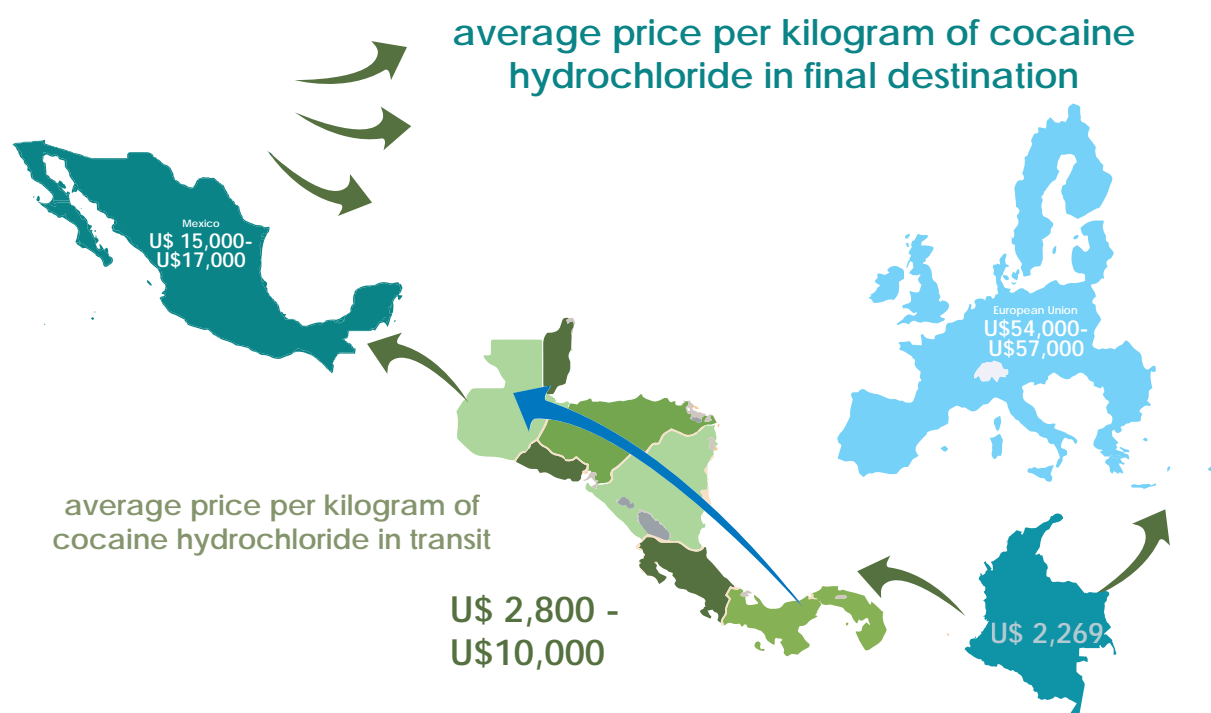 average price per kilogram of cocaine
hydrochloride in final destination
Mexico
U$ 15,000-
U$17,000
European Union
U$54,000-
U$57,000
average price per kilogram of
cocaine hydrochloride in transit
U$ 2,800 -
U$10,000
U$ 2,269